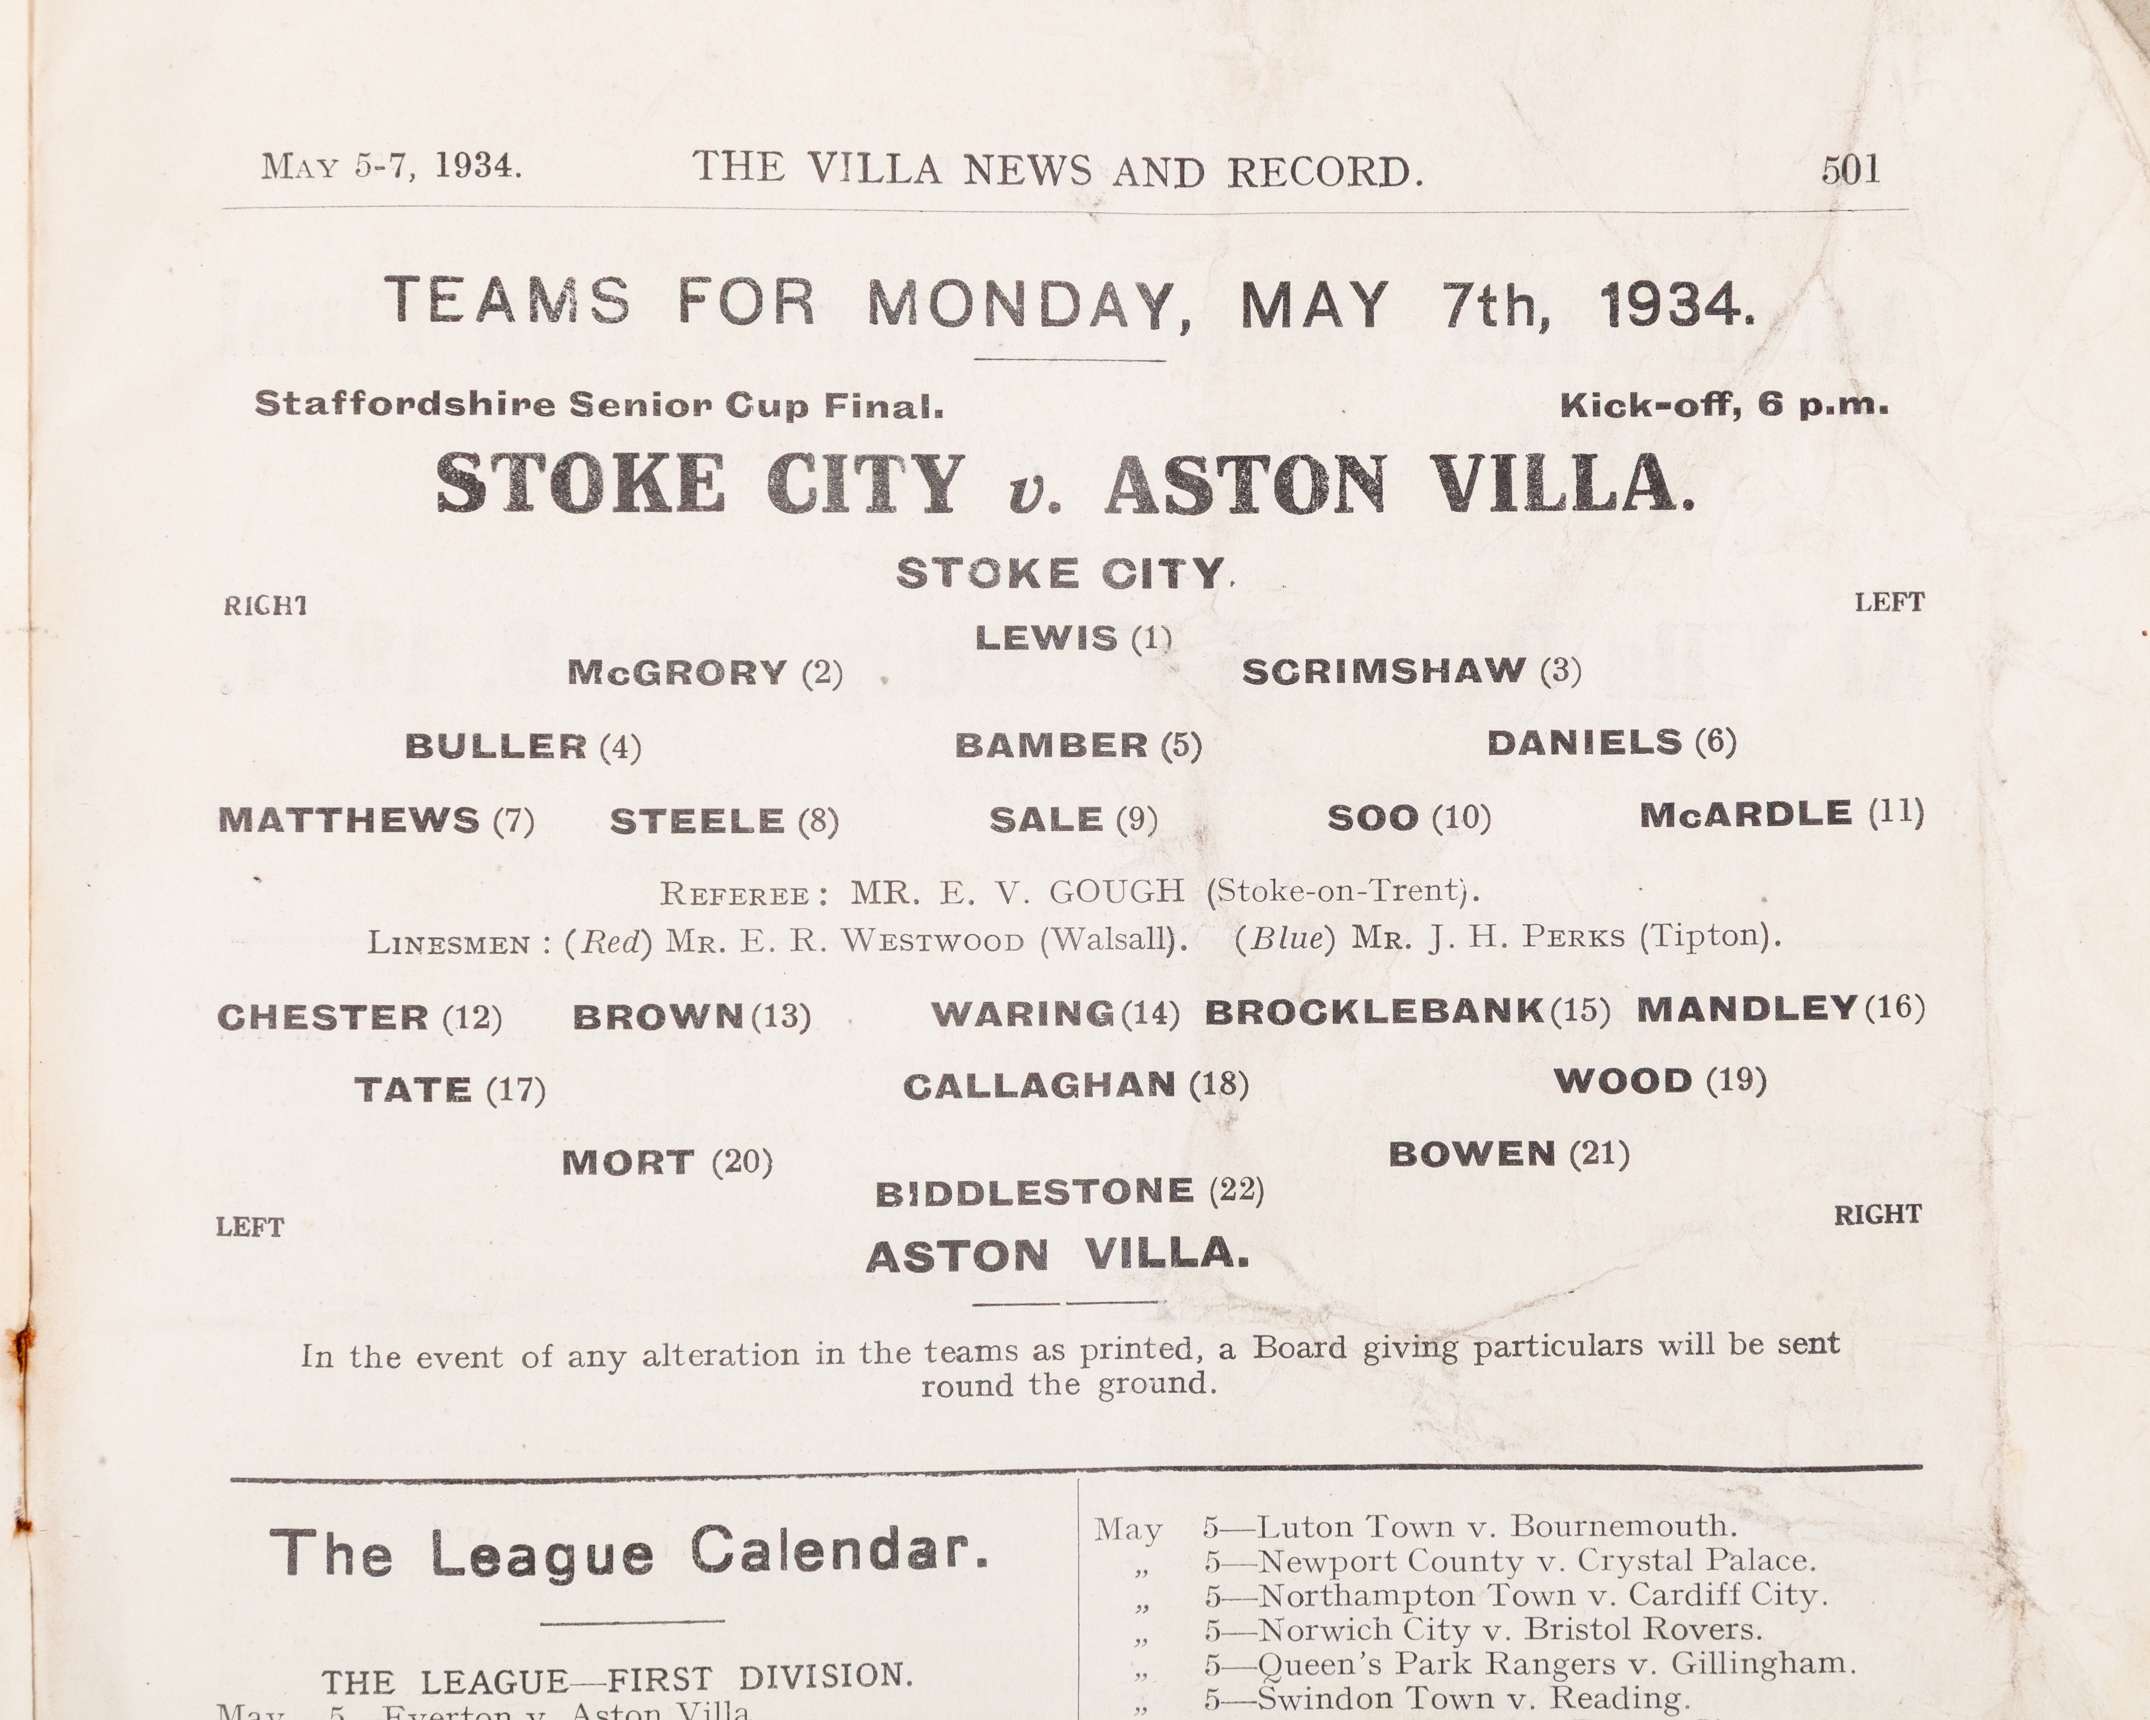 MAY 5-7, 1934. THE VILLA NEWS AND RECORD. 501
TEAMS FOR MONDAY, MAY 7th, 1934.
Staffordshire Senior Cup Final. Kick-off, 6 p.m.
STOKE CITY v. ASTON VILLA.
STOKE CITY.
RIGHT LEFT
LEWIS (1)
McGRORY (2) SCRIMSHAW (3)
BULLER (4) BAMBER (5) DANIELS (6)
MATTHEWS (7) STEELE (8) SALE (9) SOO (10) McARDLE (11)
REFEREE: MR. E. V. GOUGH (Stoke-on-Trent).
LINESMEN: (Red) MR. E. R. WESTWOOD (Walsall). (Blue) MR. J. H. PERKS (Tipton).
CHESTER (12) BROWN (13) WARING (14) BROCKLEBANK (15) MANDLEY (16)
TATE (17) CALLAGHAN (18) WOOD (19)
MORT (20) BOWEN (21)
BIDDLESTONE (22)
LEFT RIGHT
ASTON VILLA.
In the event of any alteration in the teams as printed, a Board giving particulars will be sent
round the ground.
The League Calendar.
THE LEAGUE—FIRST DIVISION.
May 5—Everton v. Aston Villa
May 5—Luton Town v. Bournemouth.
„ 5—Newport County v. Crystal Palace.
„ 5—Northampton Town v. Cardiff City.
„ 5—Norwich City v. Bristol Rovers.
„ 5—Queen's Park Rangers v. Gillingham.
„ 5—Swindon Town v. Reading.